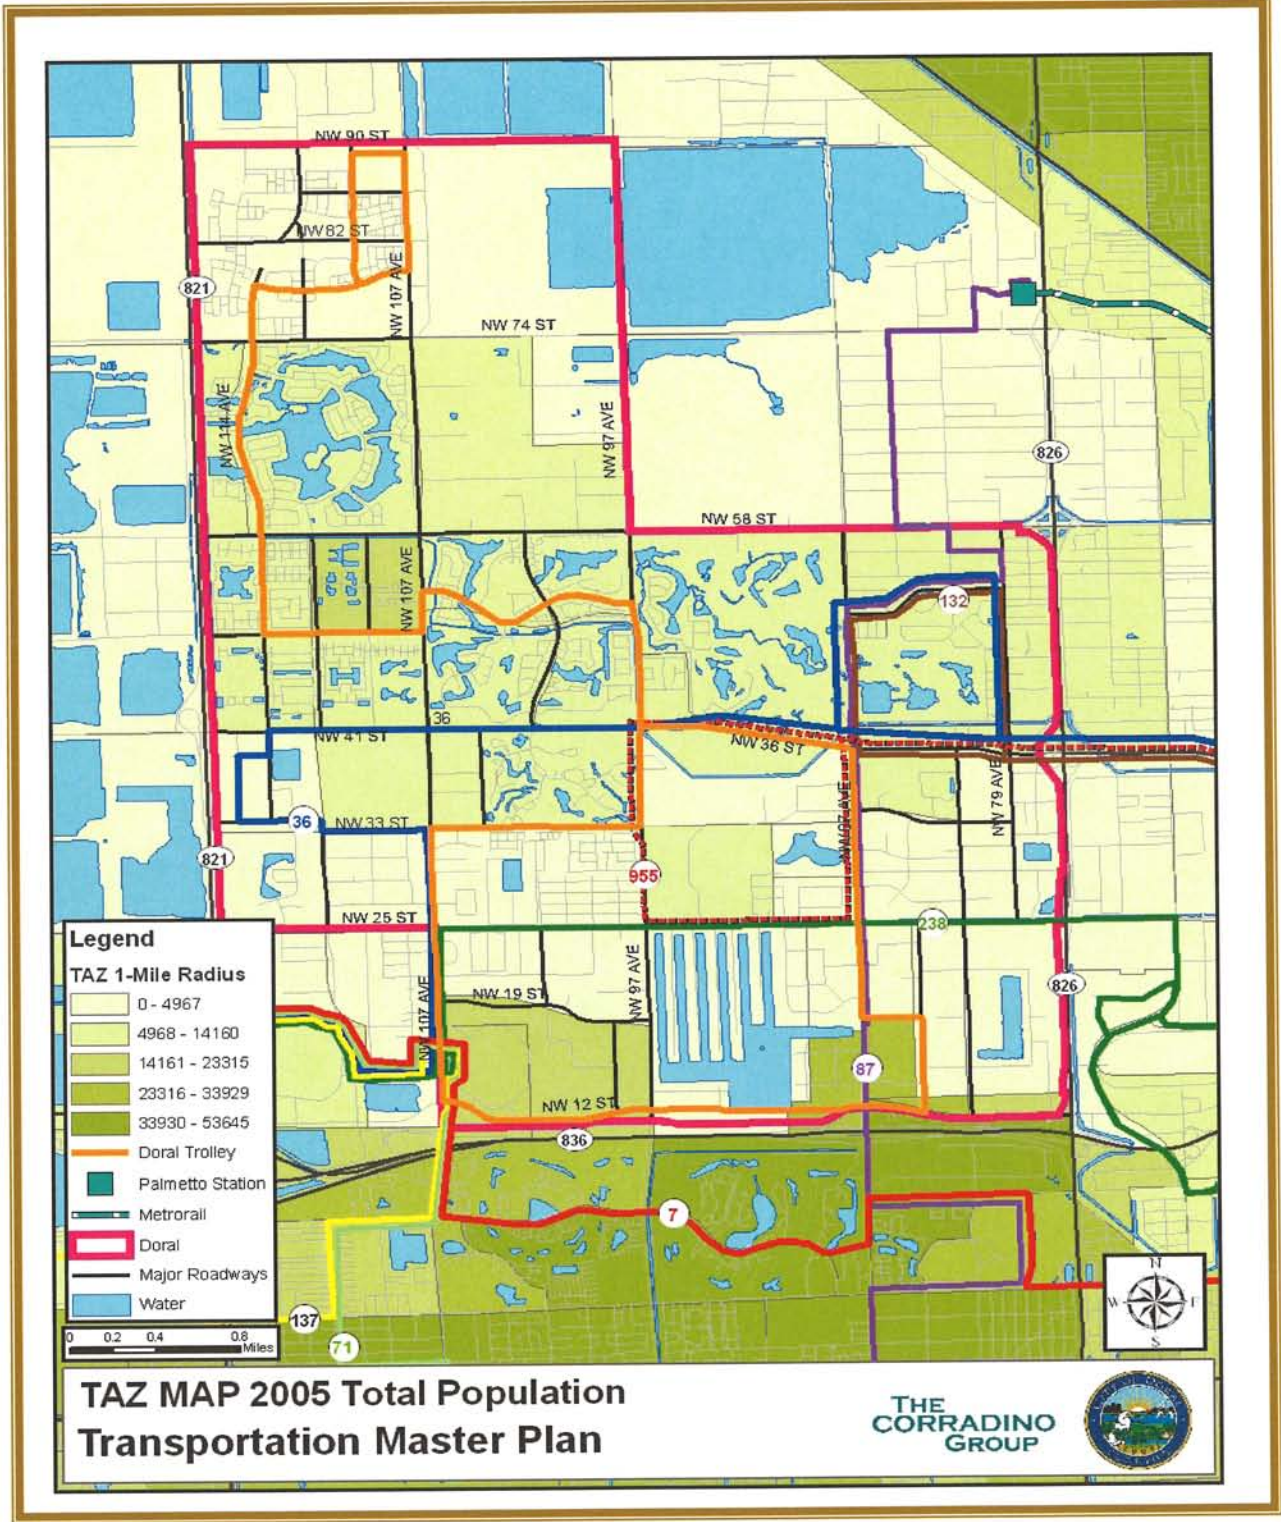 NW 90 ST
NW 82 ST
821
NW 107 AVE
NW 74 ST
NW 114 AVE
NW 97 AVE
826
NW 58 ST
NW 107 AVE
132
36
NW 41 ST
NW 36 ST
NW 79 AVE
36
NW 33 ST
821
955
NW 25 ST
238
NW 97 AVE
826
NW 19 ST
NW 107 AVE
87
NW 12 ST
836
7
137
71
Legend
TAZ 1-Mile Radius
0 - 4967
4968 - 14160
14161 - 23315
23316 - 33929
33930 - 53645
Doral Trolley
Palmetto Station
Metrorail
Doral
Major Roadways
Water
0 0.2 0.4 0.8
Miles
N
W E
S
TAZ MAP 2005 Total Population
Transportation Master Plan
THE
CORRADINO
GROUP